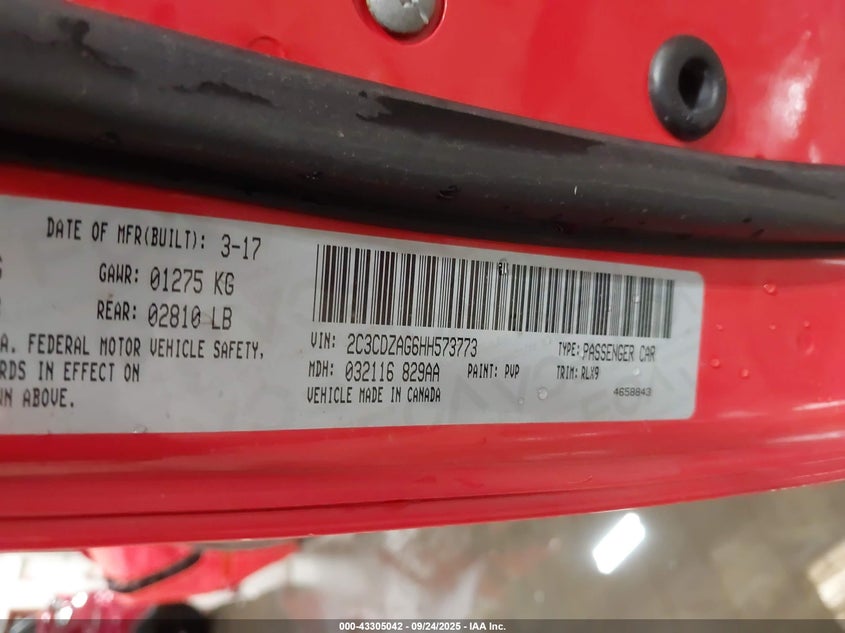 DATE OF MFR(BUILT): 3-17
GAWR: 01275 KG
REAR: 02810 LB
A. FEDERAL MOTOR VEHICLE SAFETY,
RDS IN EFFECT ON
WN ABOVE.
VIN: 2C3CDZAG6HH573773
TYPE: PASSENGER CAR
MDH: 032116 829AA
PAINT: PVP
TRIM: RLX9
VEHICLE MADE IN CANADA
4658843
000-43305042 - 09/24/2025 - IAA Inc.